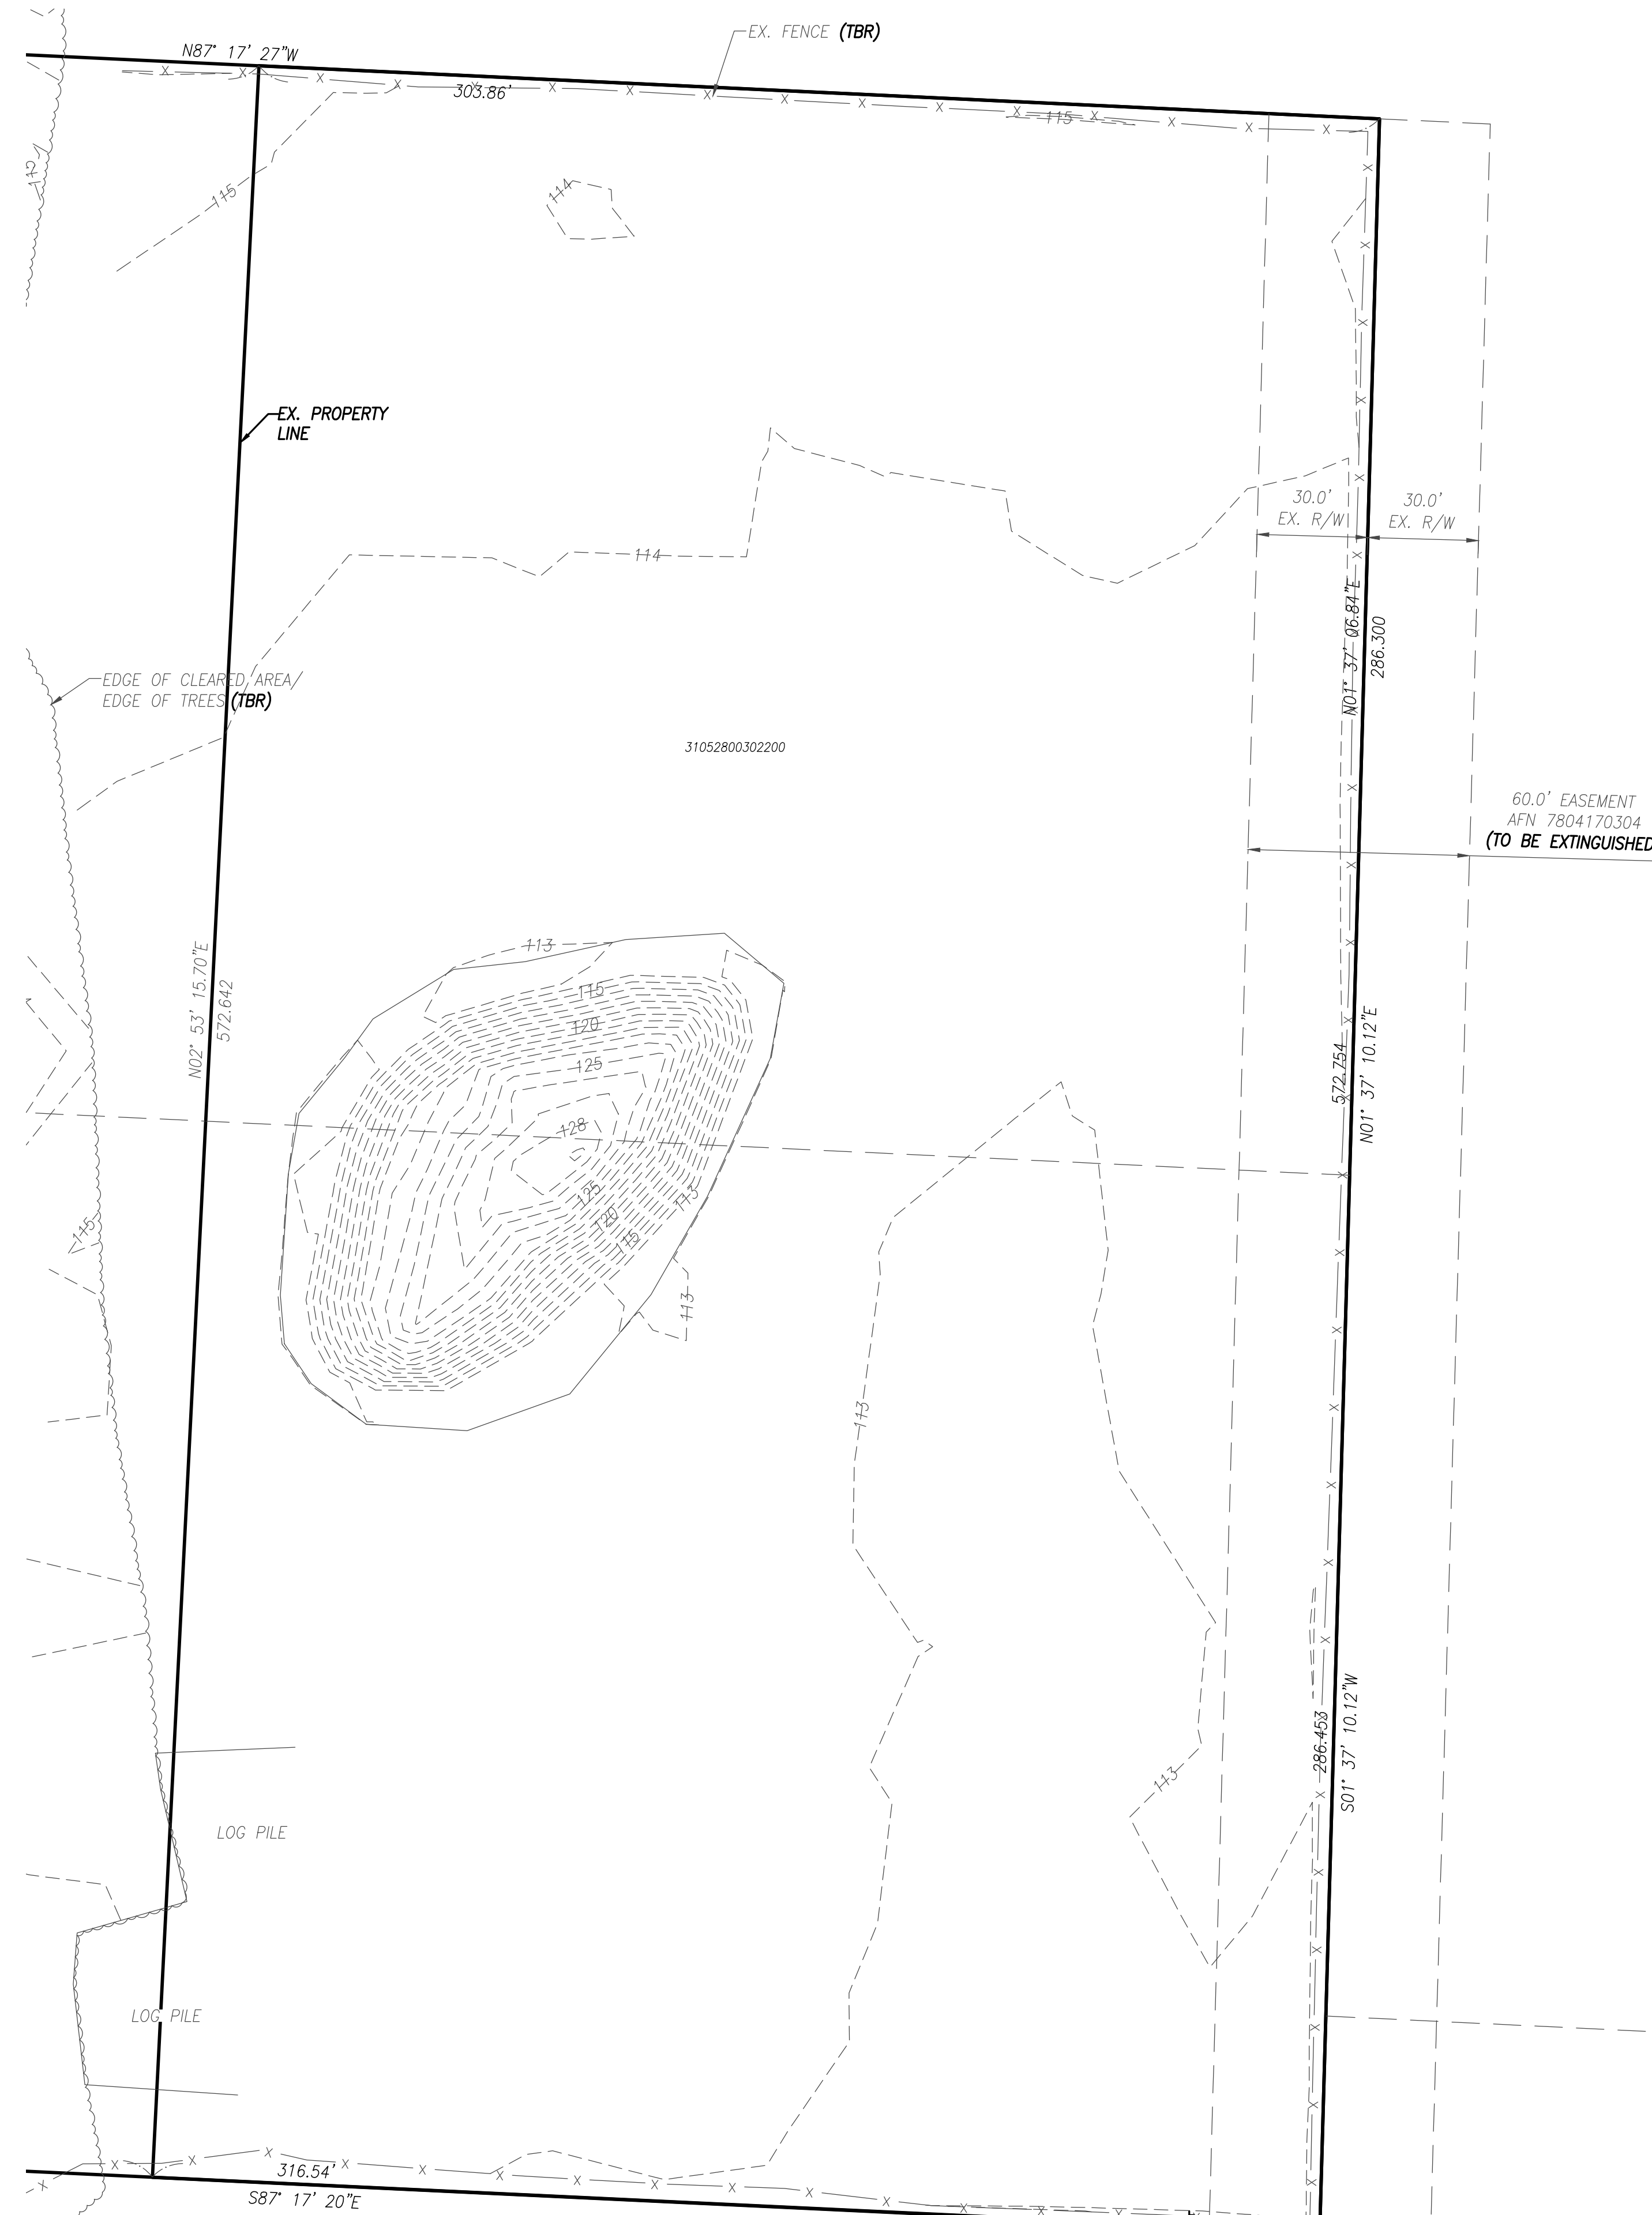 EX. FENCE (TBR)
N87° 17' 27"W
303.86'
115
115
114
EX. PROPERTY
LINE
30.0'
EX. R/W
30.0'
EX. R/W
114
N01° 37' 06.84"E
286.300
EDGE OF CLEARED AREA/
EDGE OF TREES (TBR)
31052800302200
60.0' EASEMENT
AFN 7804170304
(TO BE EXTINGUISHED
N02° 53' 15.70"E
572.642
113
115
120
125
128
125
120
115
113
113
572.754
N01° 37' 10.12"E
115
113
286.453
S01° 37' 10.12"W
113
LOG PILE
LOG PILE
316.54'
S87° 17' 20"E